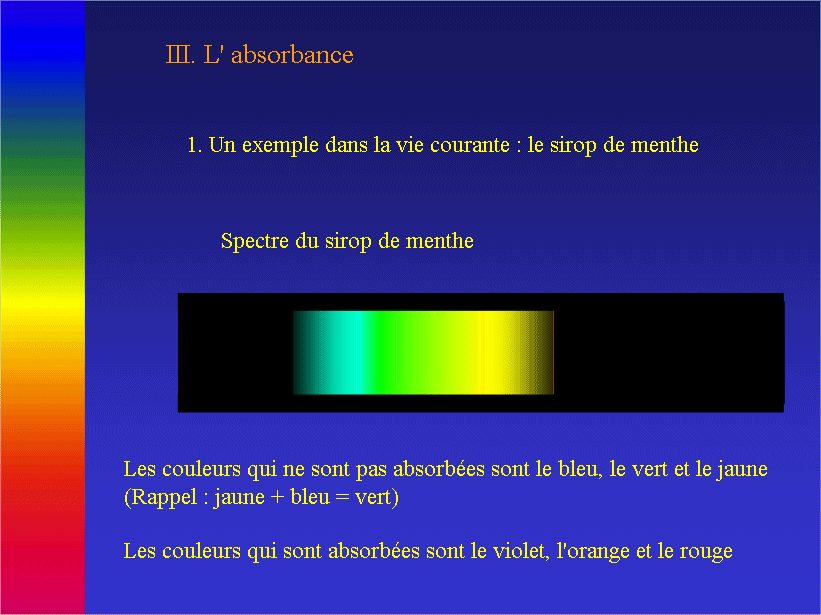 III. L' absorbance
1. Un exemple dans la vie courante : le sirop de menthe
Spectre du sirop de menthe
Les couleurs qui ne sont pas absorbées sont le bleu, le vert et le jaune
(Rappel : jaune + bleu = vert)
Les couleurs qui sont absorbées sont le violet, l'orange et le rouge